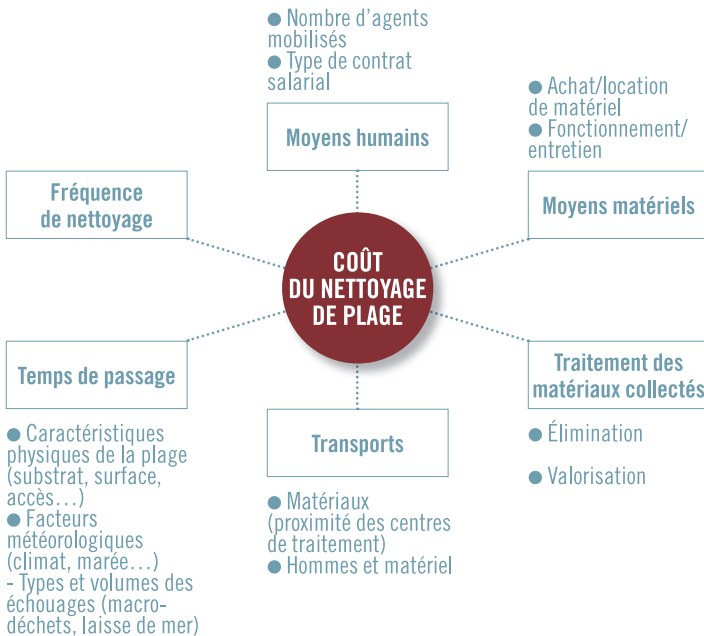 ● Nombre d'agents
mobilisés
● Type de contrat
salarial
Moyens humains
● Achat/location
de matériel
● Fonctionnement/
entretien
Moyens matériels
Fréquence
de nettoyage
COÛT
DU NETTOYAGE
DE PLAGE
Temps de passage
● Caractéristiques
physiques de la plage
(substrat, surface,
accès…)
● Facteurs
météorologiques
(climat, marée…)
- Types et volumes des
échouages (macro-
déchets, laisse de mer)
Transports
● Matériaux
(proximité des centres
de traitement)
● Hommes et matériel
Traitement des
matériaux collectés
● Élimination
● Valorisation